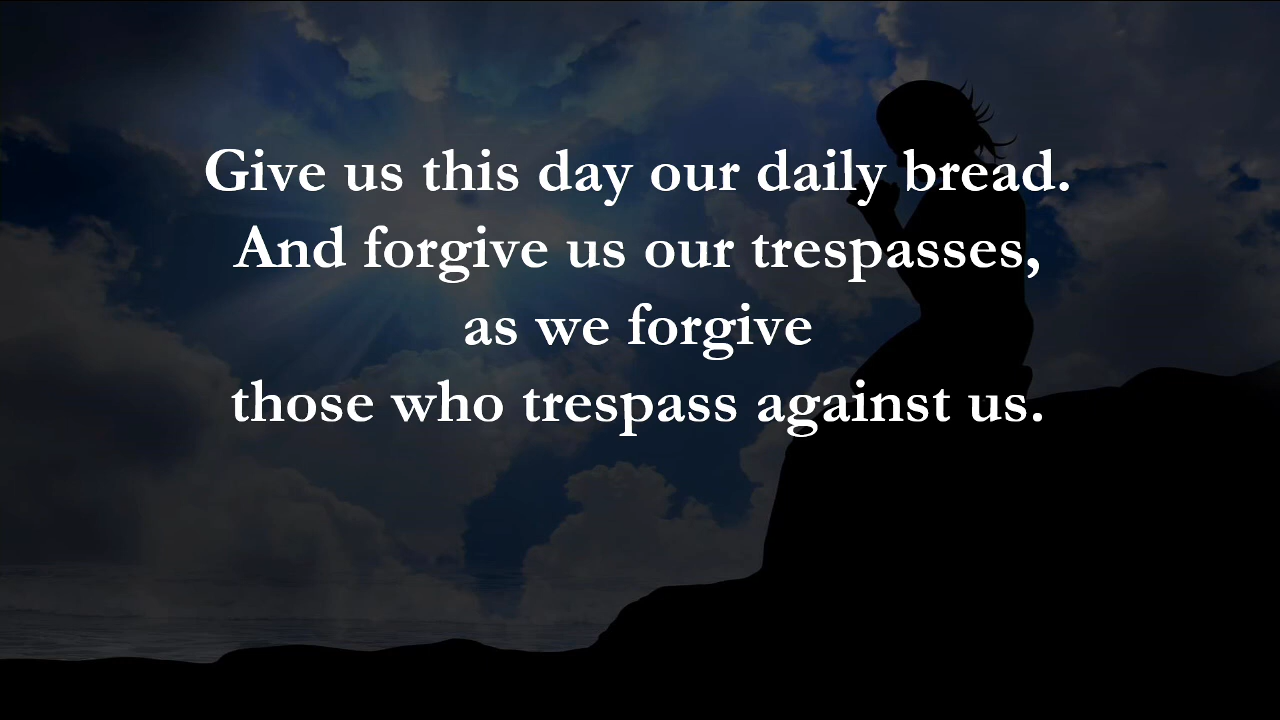 Give us this day our daily bread.
And forgive us our trespasses,
as we forgive
those who trespass against us.